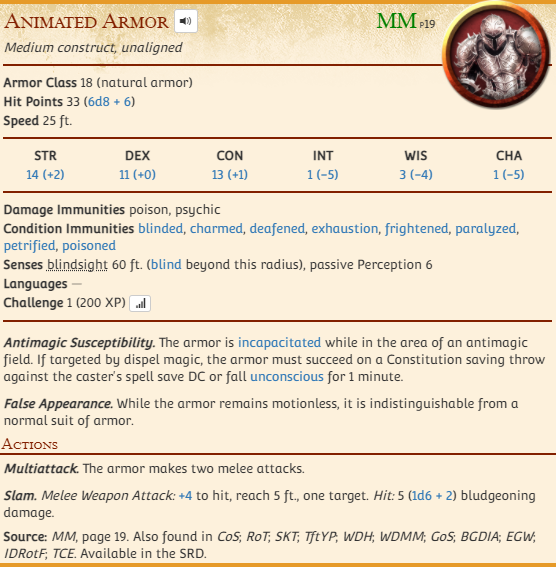 Animated Armor MM p19
Medium construct, unaligned
Armor Class 18 (natural armor)
Hit Points 33 (6d8 + 6)
Speed 25 ft.
STR DEX CON INT WIS CHA
14 (+2) 11 (+0) 13 (+1) 1 (−5) 3 (−4) 1 (−5)
Damage Immunities poison, psychic
Condition Immunities blinded, charmed, deafened, exhaustion, frightened, paralyzed,
petrified, poisoned
Senses blindsight 60 ft. (blind beyond this radius), passive Perception 6
Languages —
Challenge 1 (200 XP)
Antimagic Susceptibility. The armor is incapacitated while in the area of an antimagic
field. If targeted by dispel magic, the armor must succeed on a Constitution saving throw
against the caster's spell save DC or fall unconscious for 1 minute.
False Appearance. While the armor remains motionless, it is indistinguishable from a
normal suit of armor.
Actions
Multiattack. The armor makes two melee attacks.
Slam. Melee Weapon Attack: +4 to hit, reach 5 ft., one target. Hit: 5 (1d6 + 2) bludgeoning
damage.
Source: MM, page 19. Also found in CoS; RoT; SKT; TftYP; WDH; WDMM; GoS; BGDIA; EGW;
IDRotF; TCE. Available in the SRD.